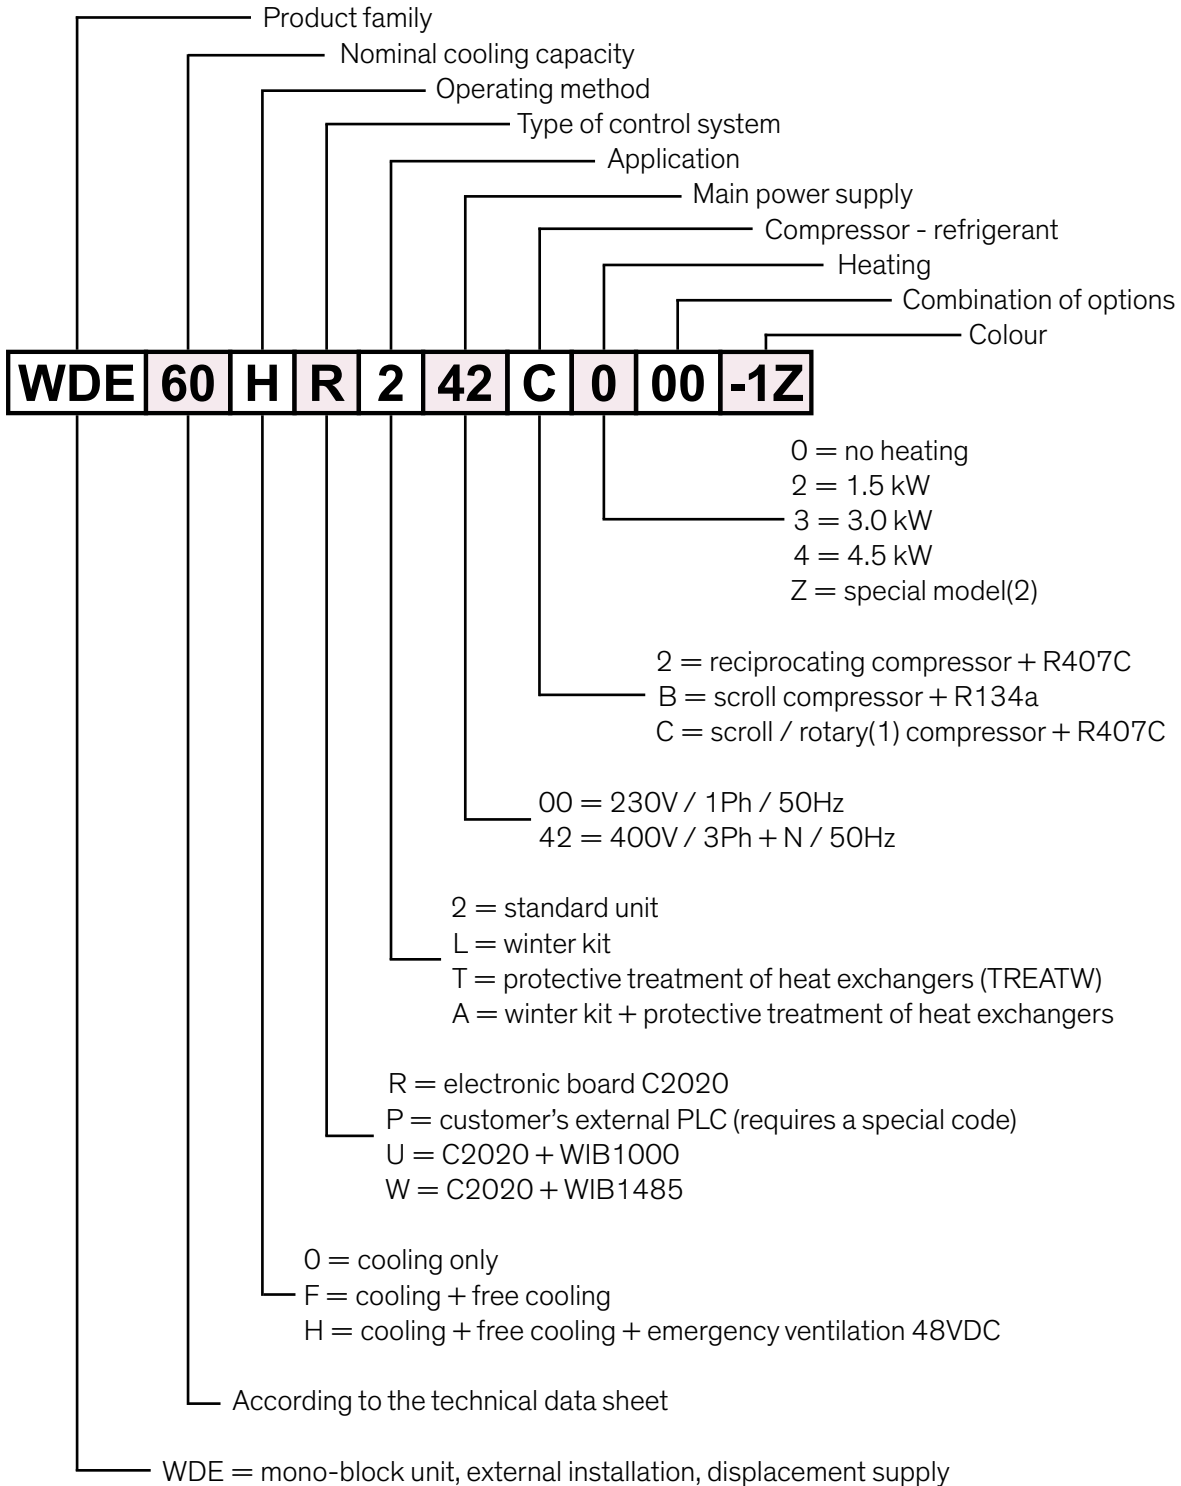 Product family
Nominal cooling capacity
Operating method
Type of control system
Application
Main power supply
Compressor - refrigerant
Heating
Combination of options
Colour
WDE 60 H R 2 42 C 0 00 -1Z
0 = no heating
2 = 1.5 kW
3 = 3.0 kW
4 = 4.5 kW
Z = special model(2)
2 = reciprocating compressor + R407C
B = scroll compressor + R134a
C = scroll / rotary(1) compressor + R407C
00 = 230V / 1Ph / 50Hz
42 = 400V / 3Ph + N / 50Hz
2 = standard unit
L = winter kit
T = protective treatment of heat exchangers (TREATW)
A = winter kit + protective treatment of heat exchangers
R = electronic board C2020
P = customer's external PLC (requires a special code)
U = C2020 + WIB1000
W = C2020 + WIB1485
0 = cooling only
F = cooling + free cooling
H = cooling + free cooling + emergency ventilation 48VDC
According to the technical data sheet
WDE = mono-block unit, external installation, displacement supply